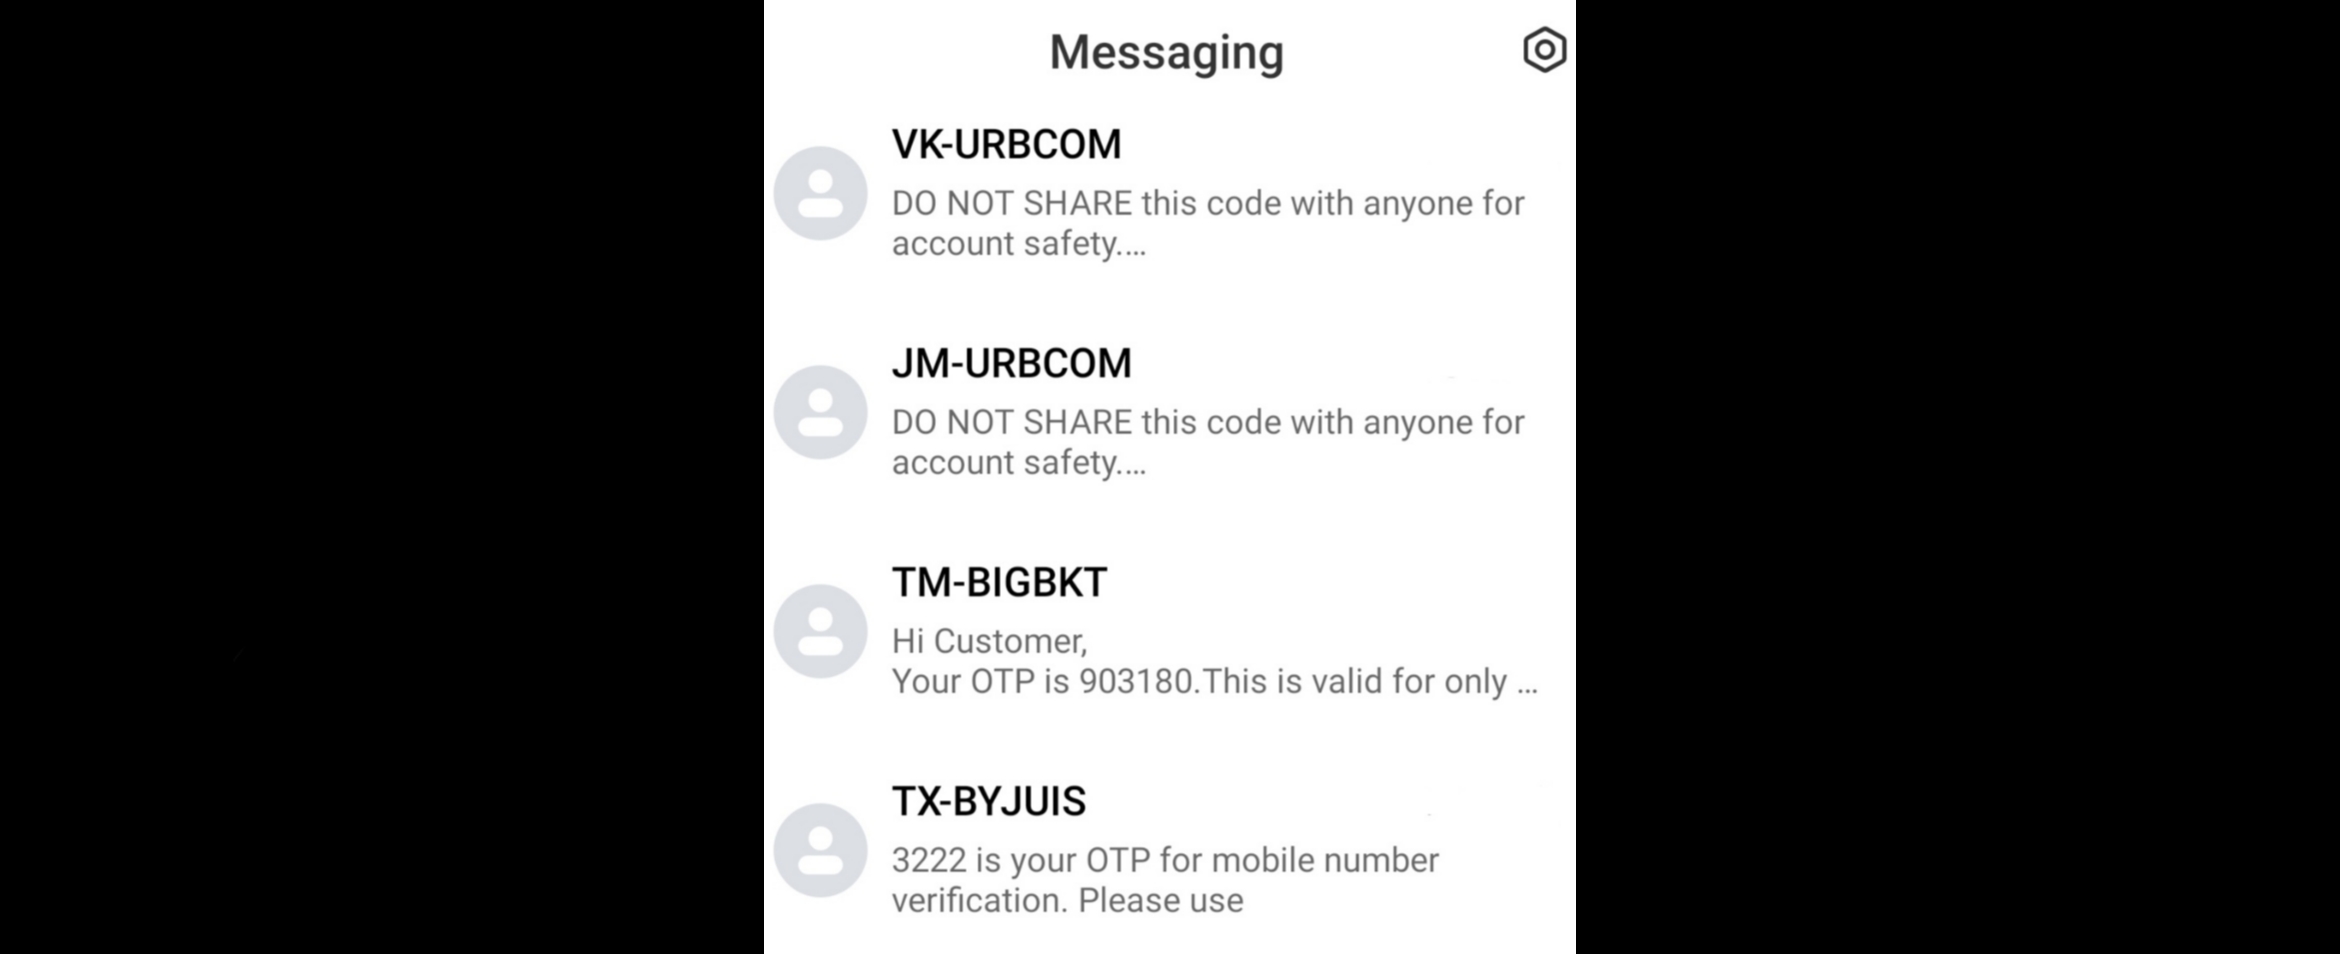 Messaging
VK-URBCOM
DO NOT SHARE this code with anyone for
account safety....
JM-URBCOM
DO NOT SHARE this code with anyone for
account safety....
TM-BIGBKT
Hi Customer,
Your OTP is 903180.This is valid for only ...
TX-BYJUIS
3222 is your OTP for mobile number
verification. Please use